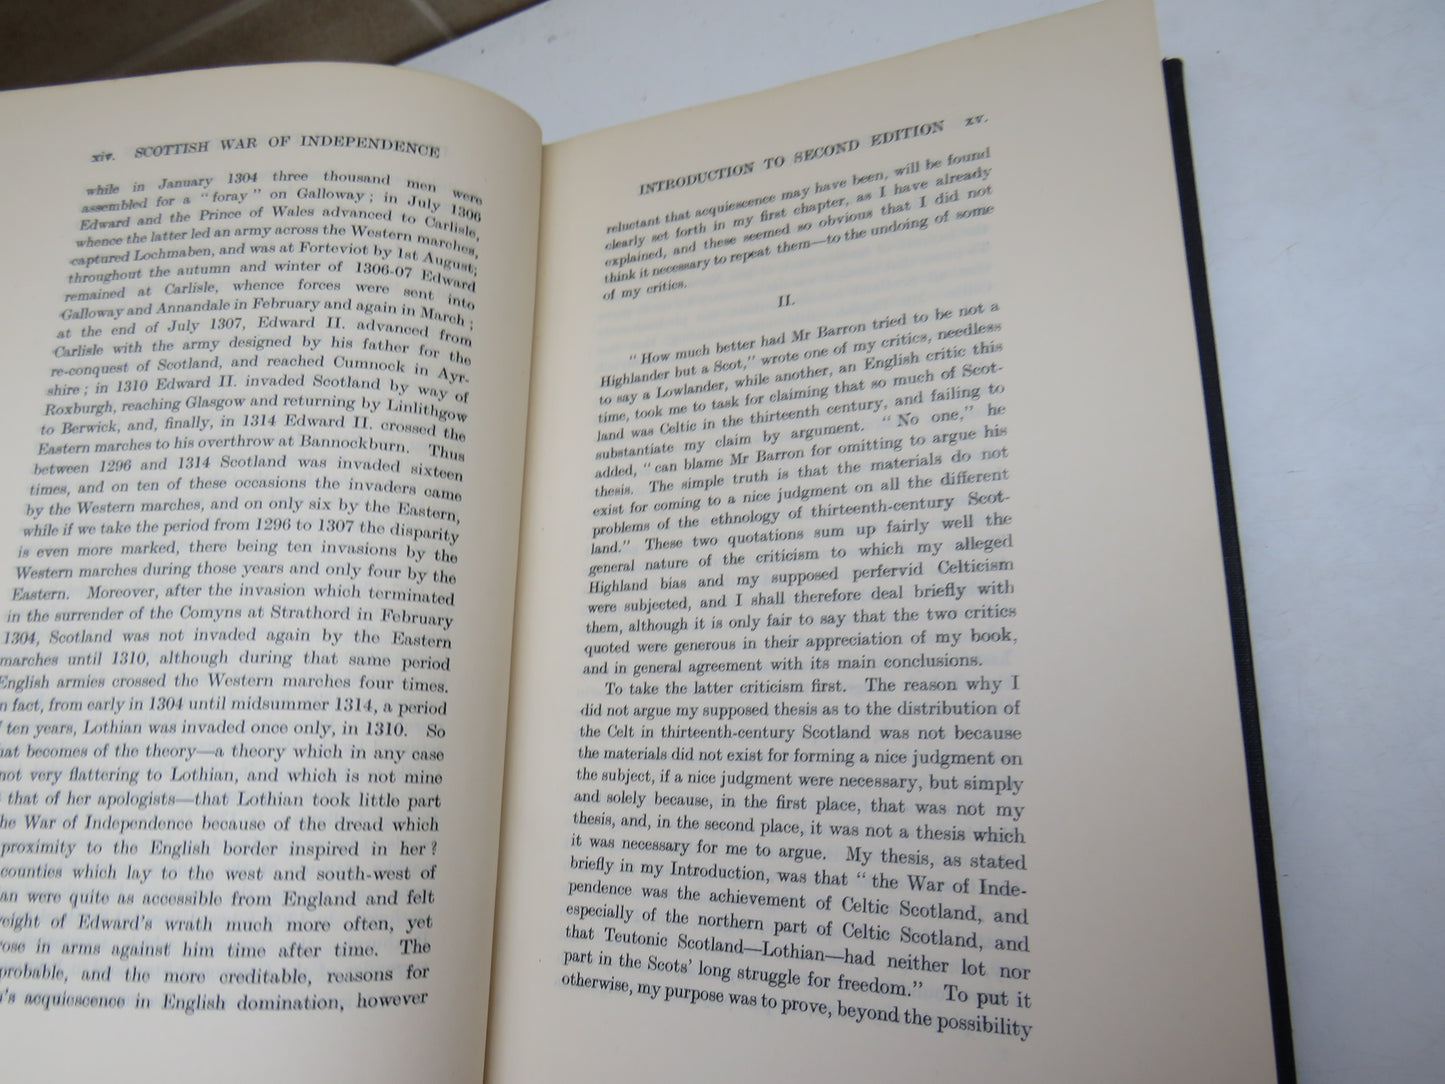 xiv. SCOTTISH WAR OF INDEPENDENCE
while in January 1304 three thousand men were
assembled for a "foray" on Galloway; in July 1306
Edward and the Prince of Wales advanced to Carlisle,
whence the latter led an army across the Western marches,
captured Lochmaben, and was at Forteviot by 1st August;
throughout the autumn and winter of 1306-07 Edward
remained at Carlisle, whence forces were sent into
Galloway and Annandale in February and again in March;
at the end of July 1307, Edward II. advanced from
Carlisle with the army designed by his father for the
re-conquest of Scotland, and reached Cumnock in Ayr-
shire; in 1310 Edward II. invaded Scotland by way of
Roxburgh, reaching Glasgow and returning by Linlithgow
to Berwick, and, finally, in 1314 Edward II. crossed the
Eastern marches to his overthrow at Bannockburn. Thus
between 1296 and 1314 Scotland was invaded sixteen
times, and on ten of these occasions the invaders came
by the Western marches, and on only six by the Eastern,
while if we take the period from 1296 to 1307 the disparity
is even more marked, there being ten invasions by the
Western marches during those years and only four by the
Eastern. Moreover, after the invasion which terminated
in the surrender of the Comyns at Strathord in February
1304, Scotland was not invaded again by the Eastern
marches until 1310, although during that same period
English armies crossed the Western marches four times.
n fact, from early in 1304 until midsummer 1314, a period
ten years, Lothian was invaded once only, in 1310. So
hat becomes of the theory—a theory which in any case
not very flattering to Lothian, and which is not mine
that of her apologists—that Lothian took little part
he War of Independence because of the dread which
proximity to the English border inspired in her?
counties which lay to the west and south-west of
an were quite as accessible from England and felt
eight of Edward's wrath much more often, yet
ose in arms against him time after time. The
probable, and the more creditable, reasons for
's acquiescence in English domination, however
INTRODUCTION TO SECOND EDITION xv.
reluctant that acquiescence may have been, will be found
clearly set forth in my first chapter, as I have already
explained, and these seemed so obvious that I did not
think it necessary to repeat them—to the undoing of some
of my critics.
II.
"How much better had Mr Barron tried to be not a
Highlander but a Scot," wrote one of my critics, needless
to say a Lowlander, while another, an English critic this
time, took me to task for claiming that so much of Scot-
land was Celtic in the thirteenth century, and failing to
substantiate my claim by argument. "No one," he
added, "can blame Mr Barron for omitting to argue his
thesis. The simple truth is that the materials do not
exist for coming to a nice judgment on all the different
problems of the ethnology of thirteenth-century Scot-
land." These two quotations sum up fairly well the
general nature of the criticism to which my alleged
Highland bias and my supposed perfervid Celticism
were subjected, and I shall therefore deal briefly with
them, although it is only fair to say that the two critics
quoted were generous in their appreciation of my book,
and in general agreement with its main conclusions.
To take the latter criticism first. The reason why I
did not argue my supposed thesis as to the distribution of
the Celt in thirteenth-century Scotland was not because
the materials did not exist for forming a nice judgment on
the subject, if a nice judgment were necessary, but simply
and solely because, in the first place, that was not my
thesis, and, in the second place, it was not a thesis which
it was necessary for me to argue. My thesis, as stated
briefly in my Introduction, was that "the War of Inde-
pendence was the achievement of Celtic Scotland, and
especially of the northern part of Celtic Scotland, and
that Teutonic Scotland—Lothian—had neither lot nor
part in the Scots' long struggle for freedom." To put it
otherwise, my purpose was to prove, beyond the possibility